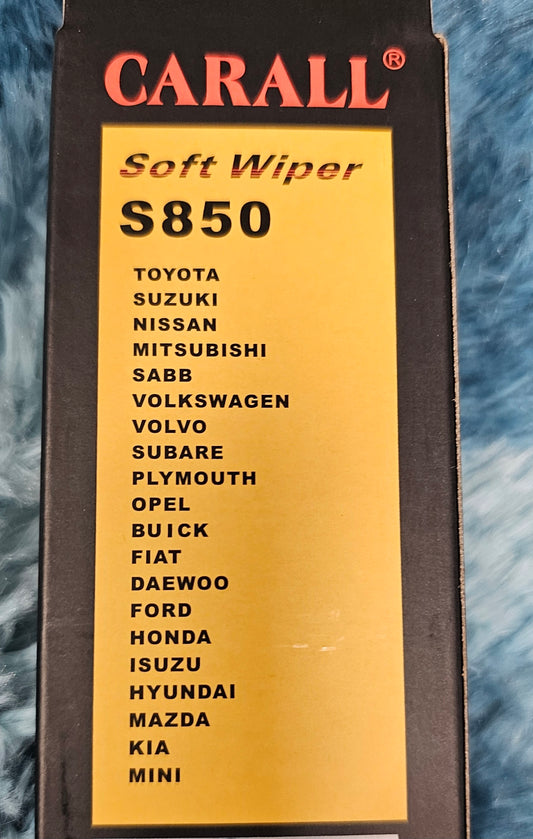 CARALL®
Soft Wiper
S850
TOYOTA
SUZUKI
NISSAN
MITSUBISHI
SABB
VOLKSWAGEN
VOLVO
SUBARE
PLYMOUTH
OPEL
BUICK
FIAT
DAEWOO
FORD
HONDA
ISUZU
HYUNDAI
MAZDA
KIA
MINI